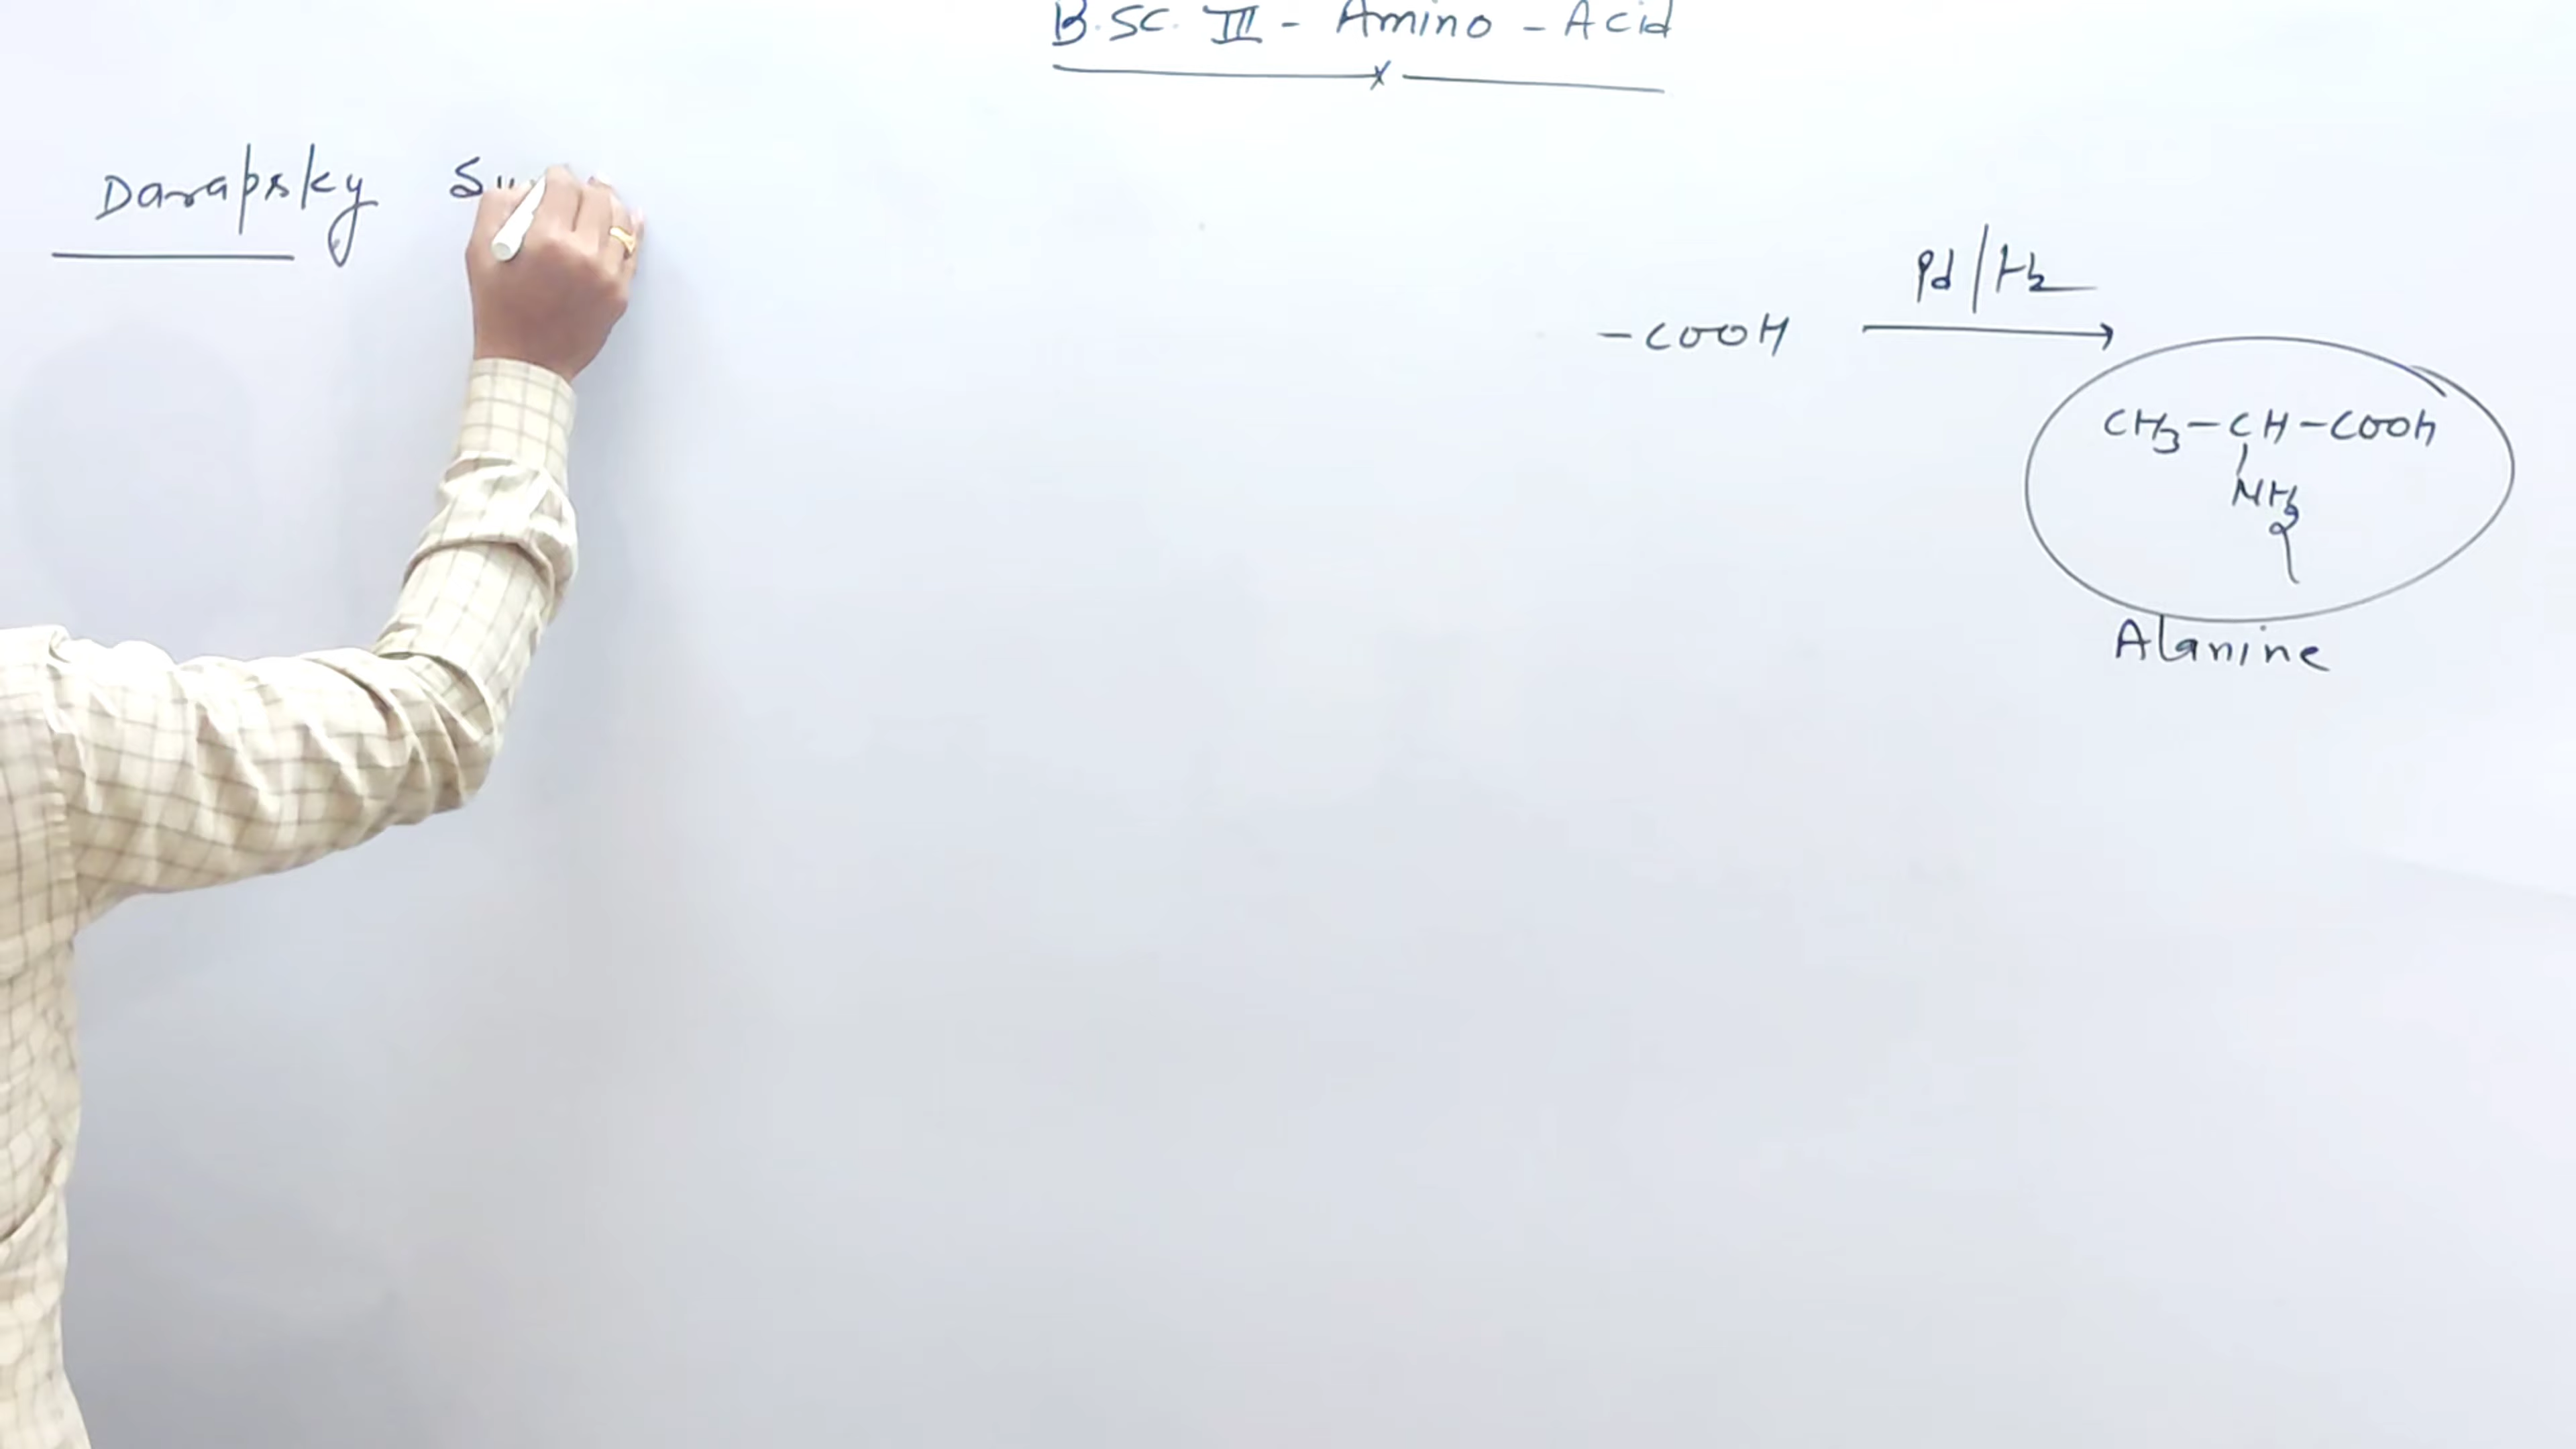 B.SC. III - Amino - Acid
Darapsky
Pd/H2
-COOH
CH3-CH-COOH
NH2
Alanine